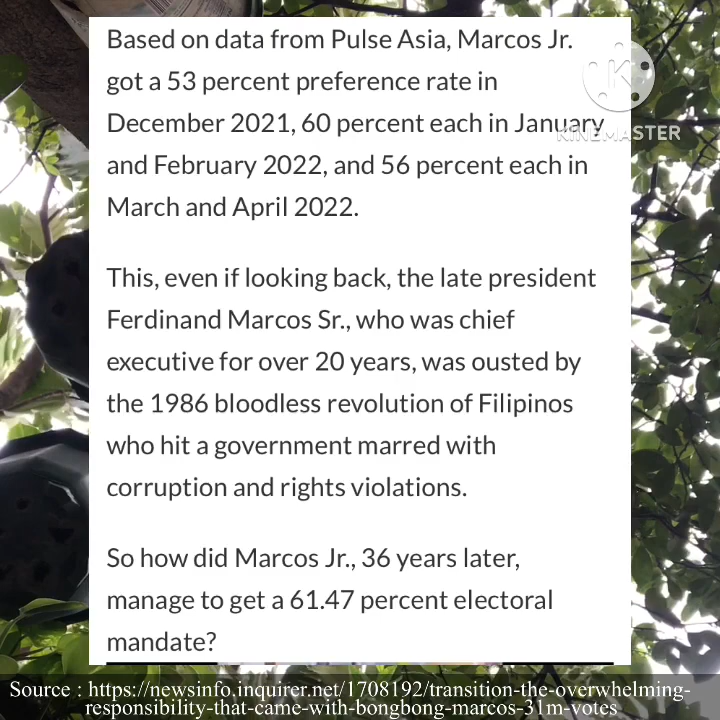 Based on data from Pulse Asia, Marcos Jr.
got a 53 percent preference rate in
December 2021, 60 percent each in January
and February 2022, and 56 percent each in
March and April 2022.
KINEMASTER
This, even if looking back, the late president
Ferdinand Marcos Sr., who was chief
executive for over 20 years, was ousted by
the 1986 bloodless revolution of Filipinos
who hit a government marred with
corruption and rights violations.
So how did Marcos Jr., 36 years later,
manage to get a 61.47 percent electoral
mandate?
Source : https://newsinfo.inquirer.net/1708192/transition-the-overwhelming-
responsibility-that-came-with-bongbong-marcos-31m-votes